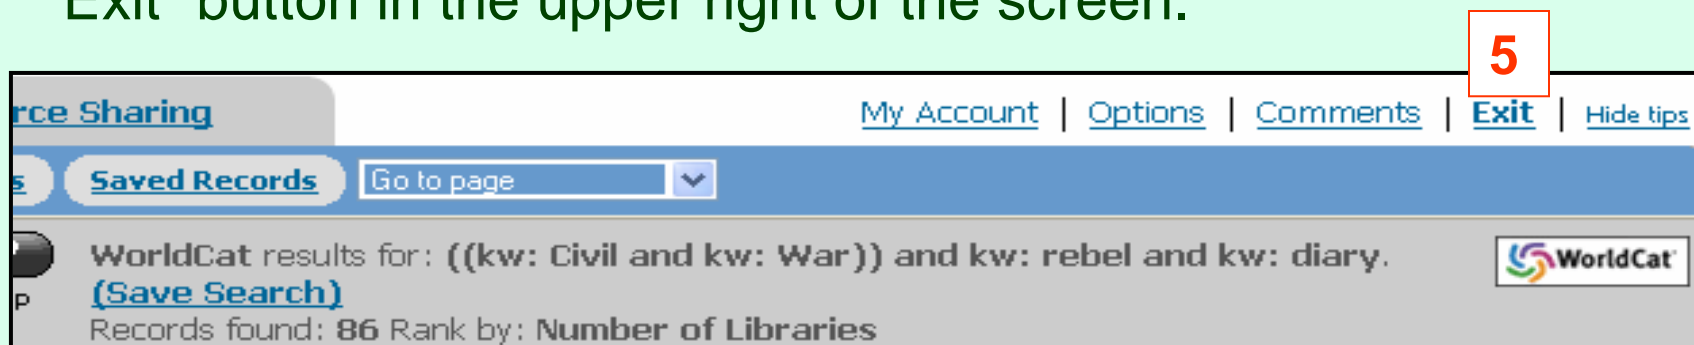 Exit" button in the upper right of the screen.
5
rce Sharing
My Account | Options | Comments | Exit | Hide tips
s Saved Records Go to page
WorldCat results for: ((kw: Civil and kw: War)) and kw: rebel and kw: diary.
WorldCat
P (Save Search)
Records found: 86 Rank by: Number of Libraries